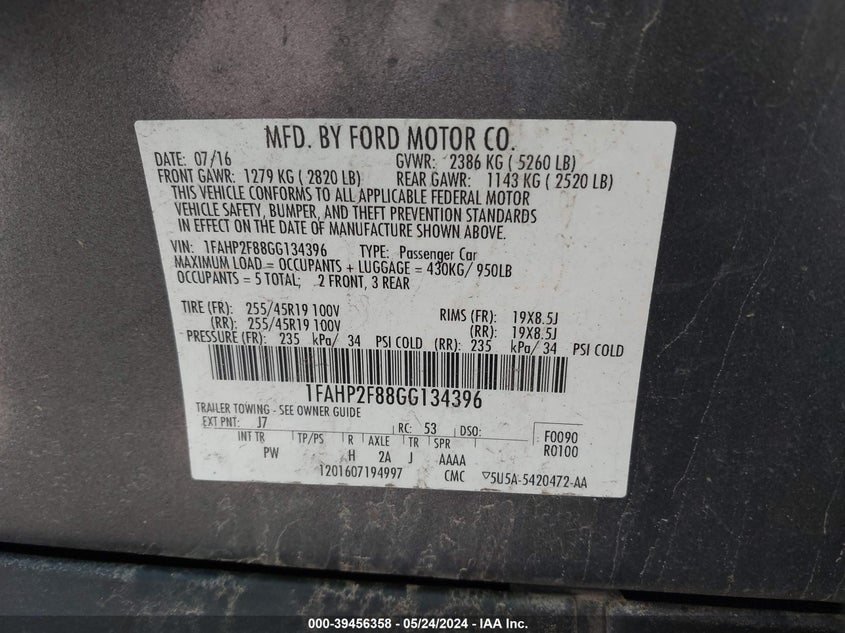 MFD. BY FORD MOTOR CO.
DATE: 07/16 GVWR: 2386 KG ( 5260 LB)
FRONT GAWR: 1279 KG ( 2820 LB) REAR GAWR: 1143 KG ( 2520 LB)
THIS VEHICLE CONFORMS TO ALL APPLICABLE FEDERAL MOTOR
VEHICLE SAFETY, BUMPER, AND THEFT PREVENTION STANDARDS
IN EFFECT ON THE DATE OF MANUFACTURE SHOWN ABOVE.
VIN: 1FAHP2F88GG134396 TYPE: Passenger Car
MAXIMUM LOAD = OCCUPANTS + LUGGAGE = 430KG/ 950LB
OCCUPANTS = 5 TOTAL; 2 FRONT, 3 REAR
TIRE (FR): 255/45R19 100V RIMS (FR): 19X8.5J
(RR): 255/45R19 100V (RR): 19X8.5J
PRESSURE (FR): 235 kPa/ 34 PSI COLD (RR): 235 kPa/ 34 PSI COLD
1FAHP2F88GG134396
TRAILER TOWING - SEE OWNER GUIDE
EXT PNT: J7 RC: 53 DSO: F0090
INT TR TP/PS R AXLE TR SPR R0100
PW H 2A J AAAA
1201607194997 CMC ▽5U5A-5420472-AA
000-39456358 - 05/24/2024 - IAA Inc.